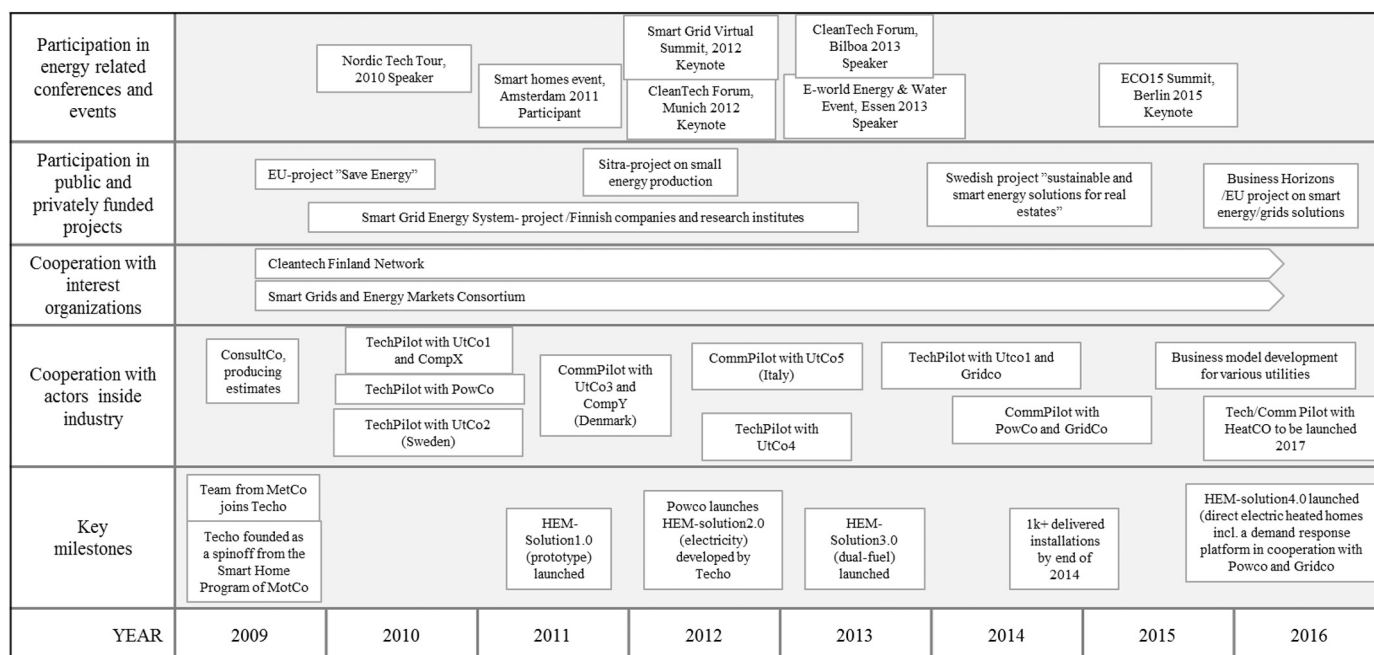 Participation in
energy related
conferences and
events
Nordic Tech Tour,
2010 Speaker
Smart homes event,
Amsterdam 2011
Participant
Smart Grid Virtual
Summit, 2012
Keynote
CleanTech Forum,
Munich 2012
Keynote
CleanTech Forum,
Bilboa 2013
Speaker
E-world Energy & Water
Event, Essen 2013
Speaker
ECO15 Summit,
Berlin 2015
Keynote
Participation in
public and
privately funded
projects
EU-project ”Save Energy”
Sitra-project on small
energy production
Smart Grid Energy System- project /Finnish companies and research institutes
Swedish project ”sustainable and
smart energy solutions for real
estates”
Business Horizons
/EU project on smart
energy/grids solutions
Cooperation with
interest
organizations
Cleantech Finland Network
Smart Grids and Energy Markets Consortium
Cooperation with
actors inside
industry
ConsultCo,
producing
estimates
TechPilot with UtCo1
and CompX
TechPilot with PowCo
TechPilot with UtCo2
(Sweden)
CommPilot with
UtCo3 and
CompY
(Denmark)
CommPilot with UtCo5
(Italy)
TechPilot with
UtCo4
TechPilot with Utco1 and
Gridco
CommPilot with
PowCo and GridCo
Business model development
for various utilities
Tech/Comm Pilot with
HeatCO to be launched
2017
Key
milestones
Team from MetCo
joins Techo
Techo founded as
a spinoff from the
Smart Home
Program of MotCo
HEM-
Solution1.0
(prototype)
launched
Powco launches
HEM-solution2.0
(electricity)
developed by
Techo
HEM-
Solution3.0
(dual-fuel)
launched
1k+ delivered
installations
by end of
2014
HEM-solution4.0 launched
(direct electric heated homes
incl. a demand response
platform in cooperation with
Powco and Gridco
YEAR
2009
2010
2011
2012
2013
2014
2015
2016